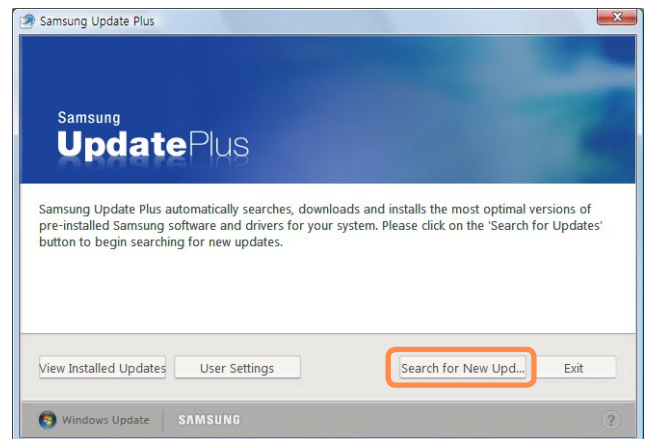 Samsung Update Plus
Samsung
UpdatePlus
Samsung Update Plus automatically searches, downloads and installs the most optimal versions of
pre-installed Samsung software and drivers for your system. Please click on the 'Search for Updates'
button to begin searching for new updates.
View Installed Updates User Settings Search for New Upd... Exit
Windows Update SAMSUNG ?